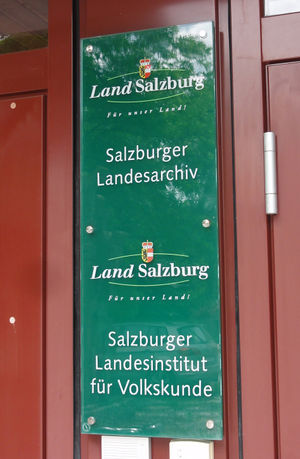 Land Salzburg
Für unser Land!
Salzburger
Landesarchiv
Land Salzburg
Für unser Land!
Salzburger
Landesinstitut
für Volkskunde